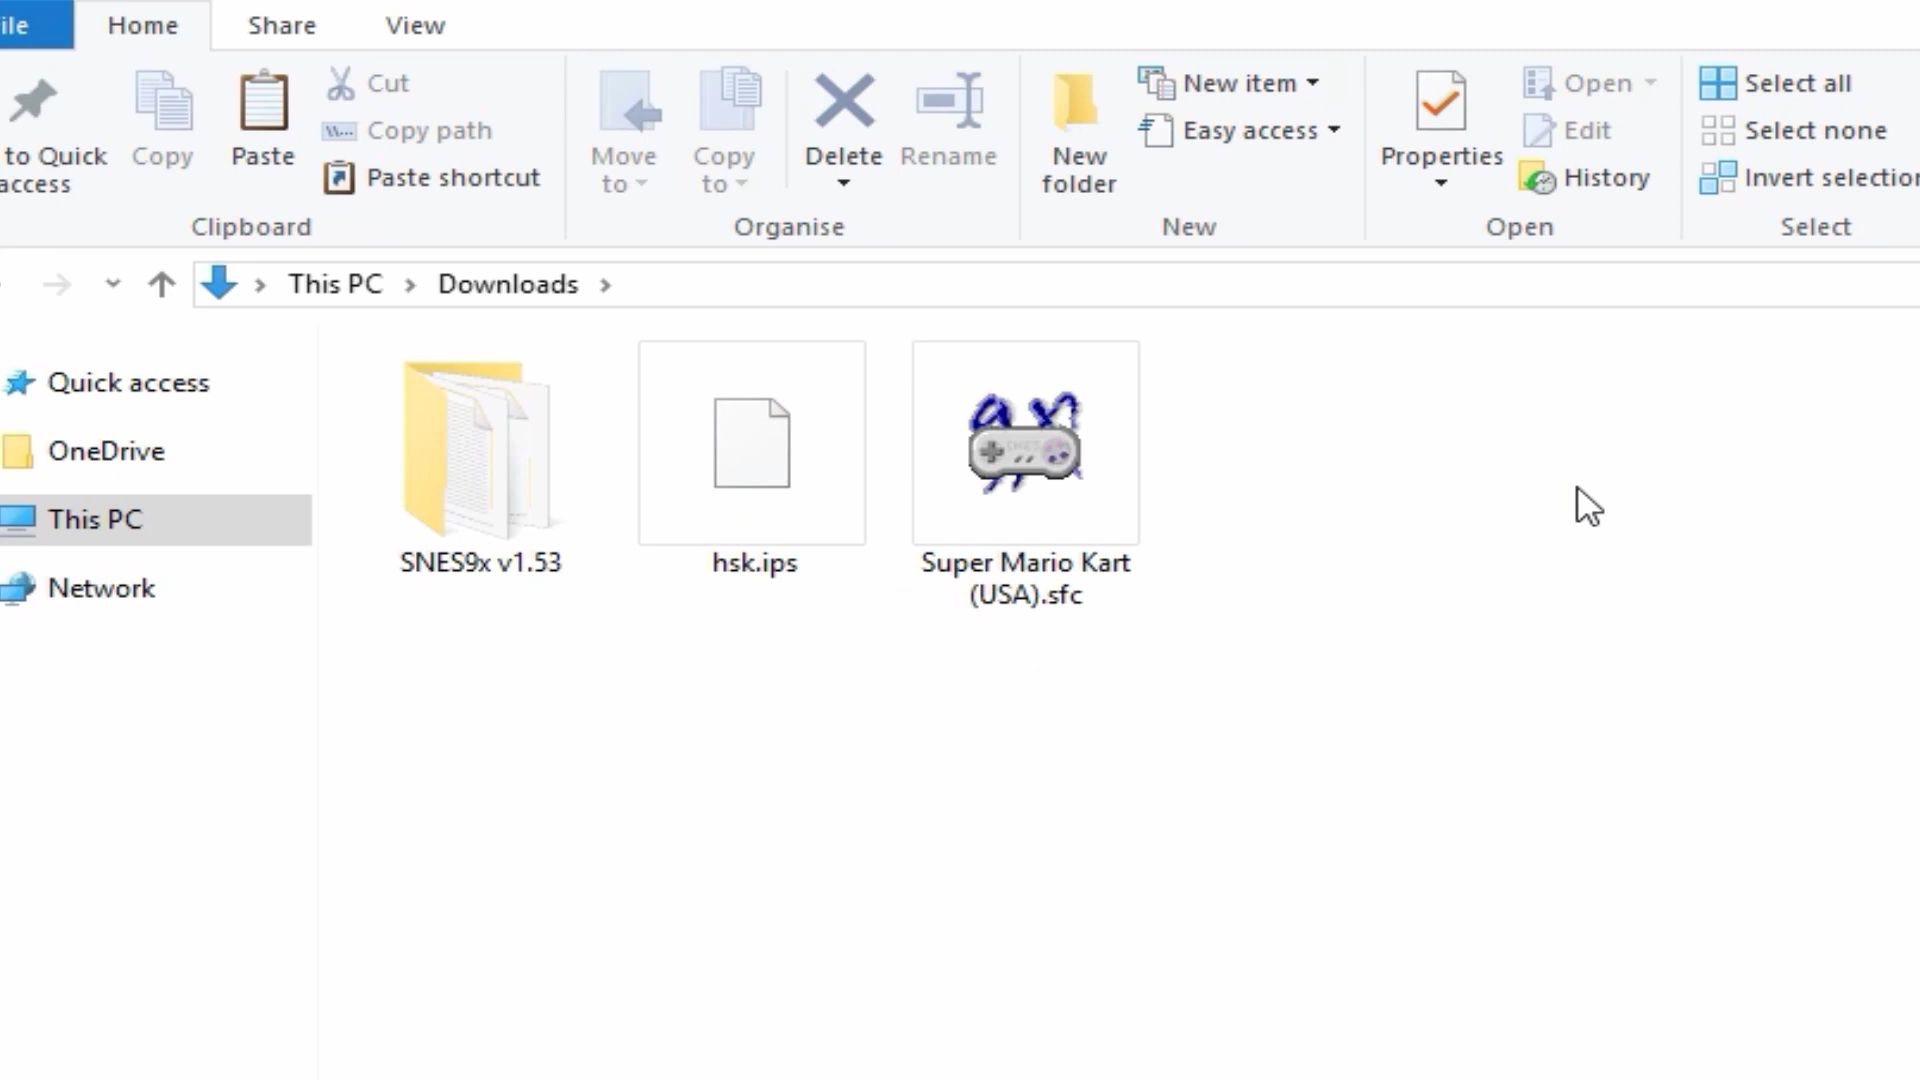 ile
Home
Share
View
to Quick
access
Copy
Paste
Cut
Copy path
Paste shortcut
Clipboard
Move
to
Copy
to
Delete
Rename
Organise
New
folder
New item
Easy access
New
Properties
Open
Edit
History
Open
Select all
Select none
Invert selection
Select
This PC
Downloads
Quick access
OneDrive
This PC
Network
SNES9x v1.53
hsk.ips
Super Mario Kart
(USA).sfc